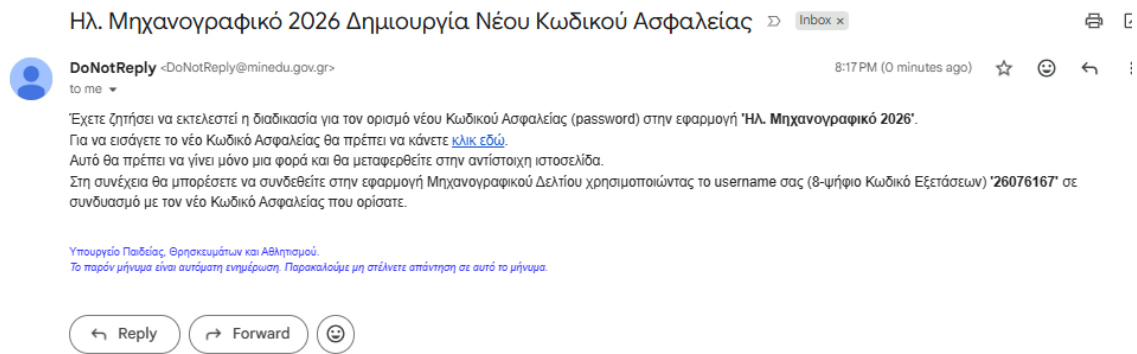 Ηλ. Μηχανογραφικό 2026 Δημιουργία Νέου Κωδικού Ασφαλείας Inbox x
DoNotReply <DoNotReply@minedu.gov.gr> 8:17 PM (0 minutes ago)
to me
Έχετε ζητήσει να εκτελεστεί η διαδικασία για τον ορισμό νέου Κωδικού Ασφαλείας (password) στην εφαρμογή 'Ηλ. Μηχανογραφικό 2026'.
Για να εισάγετε το νέο Κωδικό Ασφαλείας θα πρέπει να κάνετε κλικ εδώ.
Αυτό θα πρέπει να γίνει μόνο μια φορά και θα μεταφερθείτε στην αντίστοιχη ιστοσελίδα.
Στη συνέχεια θα μπορέσετε να συνδεθείτε στην εφαρμογή Μηχανογραφικού Δελτίου χρησιμοποιώντας το username σας (8-ψήφιο Κωδικό Εξετάσεων) '26076167' σε
συνδυασμό με τον νέο Κωδικό Ασφαλείας που ορίσατε.
Υπουργείο Παιδείας, Θρησκευμάτων και Αθλητισμού.
Το παρόν μήνυμα είναι αυτόματη ενημέρωση. Παρακαλούμε μη στέλνετε απάντηση σε αυτό το μήνυμα.
Reply Forward